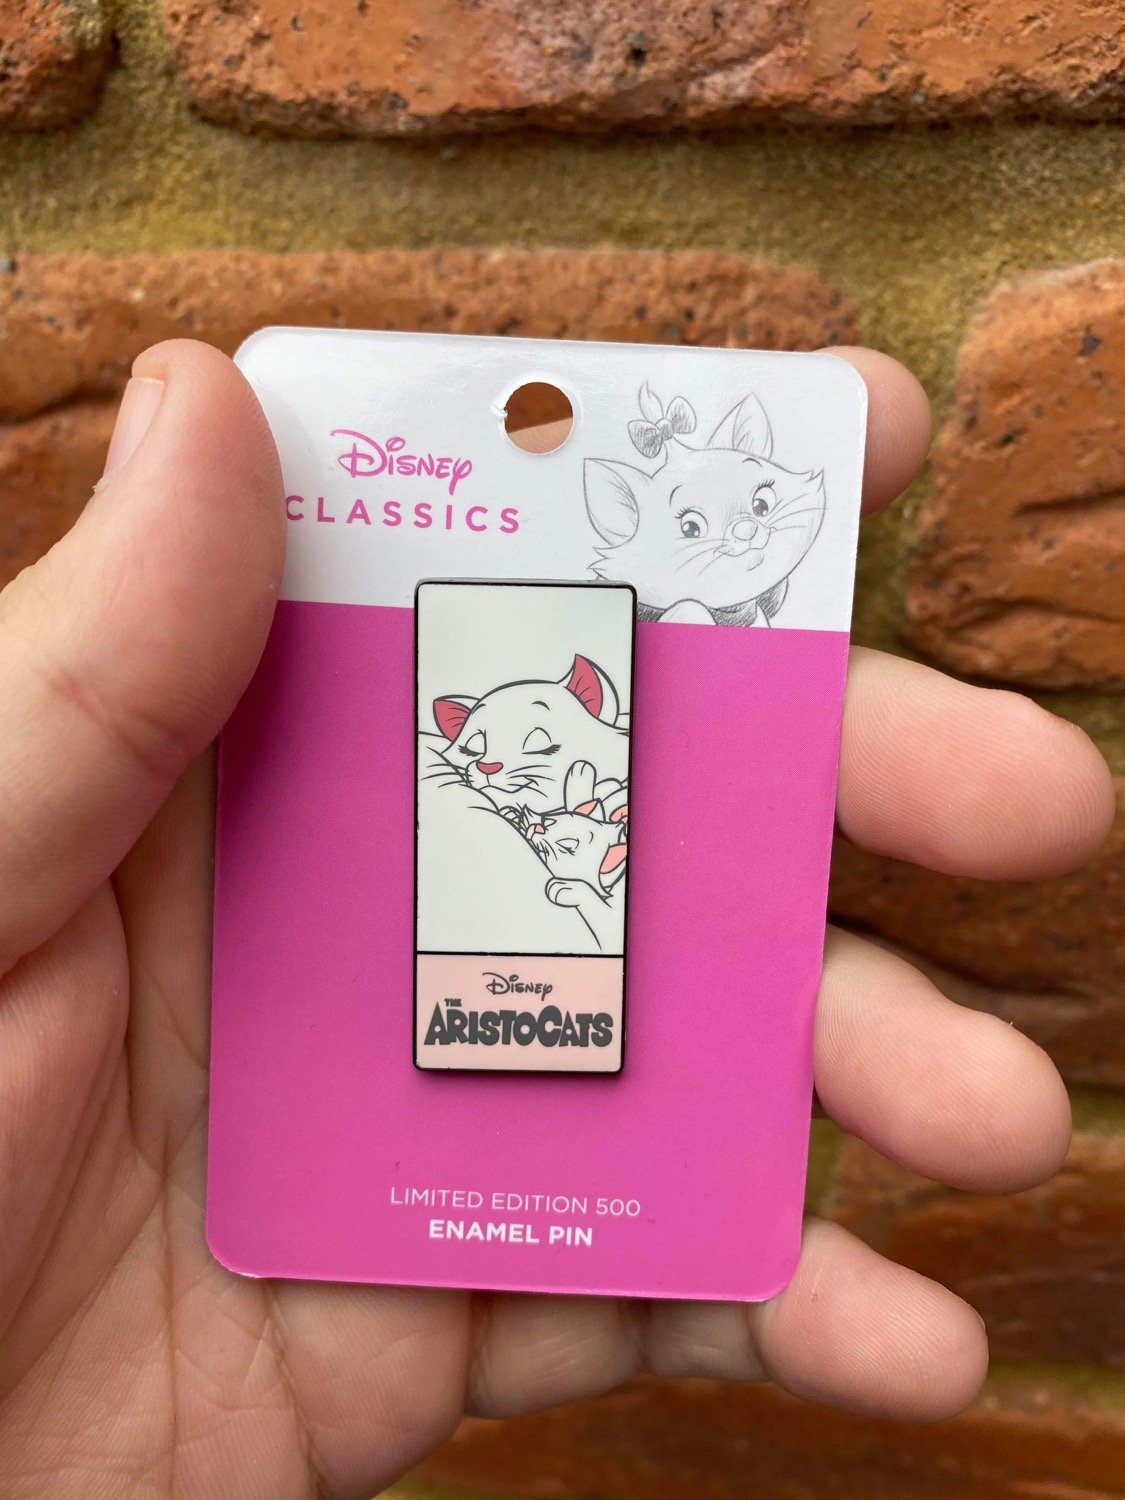 Disney
CLASSICS
Disney
THE
ARISTOCATS
LIMITED EDITION 500
ENAMEL PIN